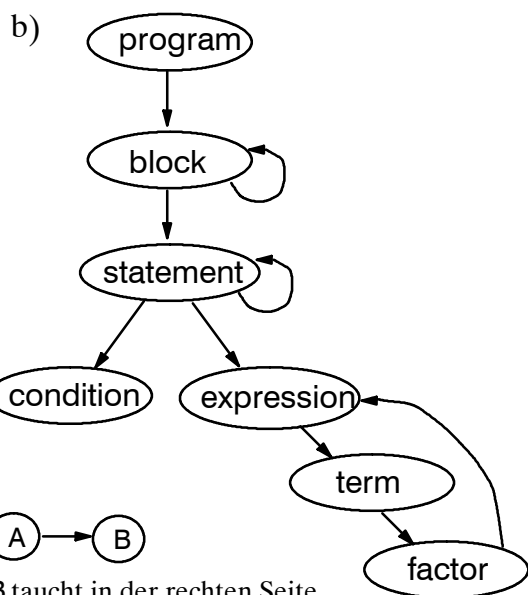 b)
program
block
statement
condition
expression
term
A
B
factor
B taucht in der rechten Seite